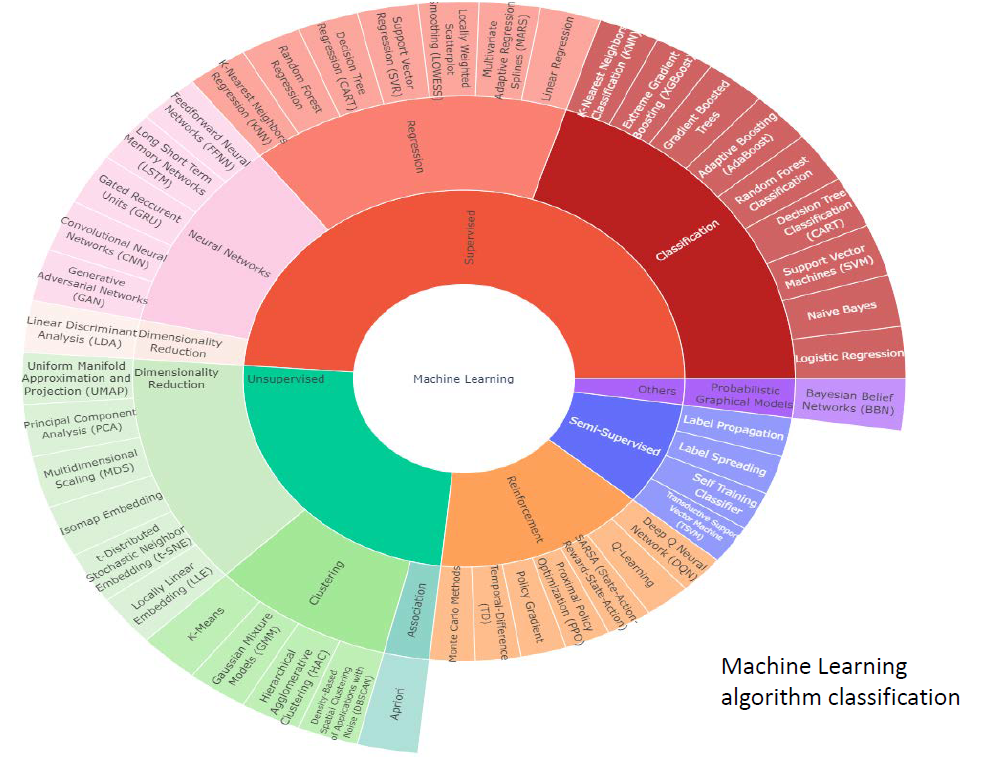 Machine Learning
Supervised
Classification
K-Nearest Neighbor
Classification (KNN)
Extreme Gradient
Boosting (XGBoost)
Gradient Boosted
Trees
Adaptive Boosting
(AdaBoost)
Random Forest
Classification
Decision Tree
Classification
(CART)
Support Vector
Machines (SVM)
Naive Bayes
Logistic Regression
Regression
Linear Regression
Multivariate
Adaptive Regression
Splines (MARS)
Locally Weighted
Scatterplot
Smoothing (LOWESS)
Support Vector
Regression (SVR)
Decision Tree
Regression (CART)
Random Forest
Regression
K-Nearest Neighbors
Regression (KNN)
Neural Networks
Feedforward Neural
Networks (FFNN)
Long Short Term
Memory Networks
(LSTM)
Gated Reccurent
Units (GRU)
Convolutional Neural
Networks (CNN)
Generative
Adversarial Networks
(GAN)
Dimensionality
Reduction
Linear Discriminant
Analysis (LDA)
Unsupervised
Dimensionality
Reduction
Uniform Manifold
Approximation and
Projection (UMAP)
Principal Component
Analysis (PCA)
Multidimensional
Scaling (MDS)
Isomap Embedding
t-Distributed
Stochastic Neighbor
Embedding (t-SNE)
Locally Linear
Embedding (LLE)
Clustering
K-Means
Gaussian Mixture
Models (GMM)
Hierarchical
Agglomerative
Clustering (HAC)
Density-Based
Spatial Clustering
of Applications with
Noise (DBSCAN)
Association
Apriori
Reinforcement
Monte Carlo Methods
Temporal-Difference
(TD)
Policy Gradient
Proximal Policy
Optimization (PPO)
SARSA (State-Action-
Reward-State-Action)
Q-Learning
Deep Q Neural
Network (DQN)
Semi-Supervised
Label Propagation
Label Spreading
Self Training
Classifier
Transductive Support
Vector Machine
(TSVM)
Others
Probabilistic
Graphical Models
Bayesian Belief
Networks (BBN)
Machine Learning
algorithm classification